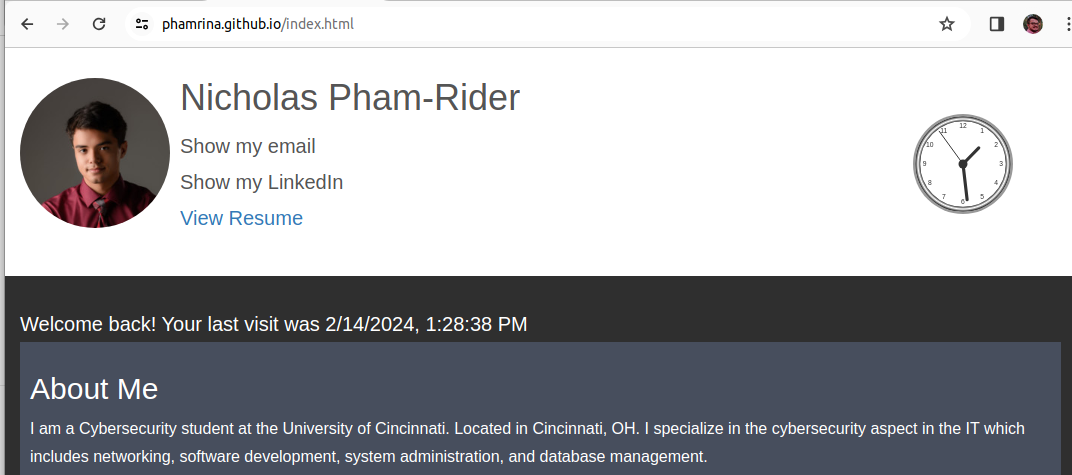 phamrina.github.io/index.html
Nicholas Pham-Rider
Show my email
Show my LinkedIn
View Resume
12
11 1
10 2
9 3
8 4
7 5
6
Welcome back! Your last visit was 2/14/2024, 1:28:38 PM
About Me
I am a Cybersecurity student at the University of Cincinnati. Located in Cincinnati, OH. I specialize in the cybersecurity aspect in the IT which
includes networking, software development, system administration, and database management.